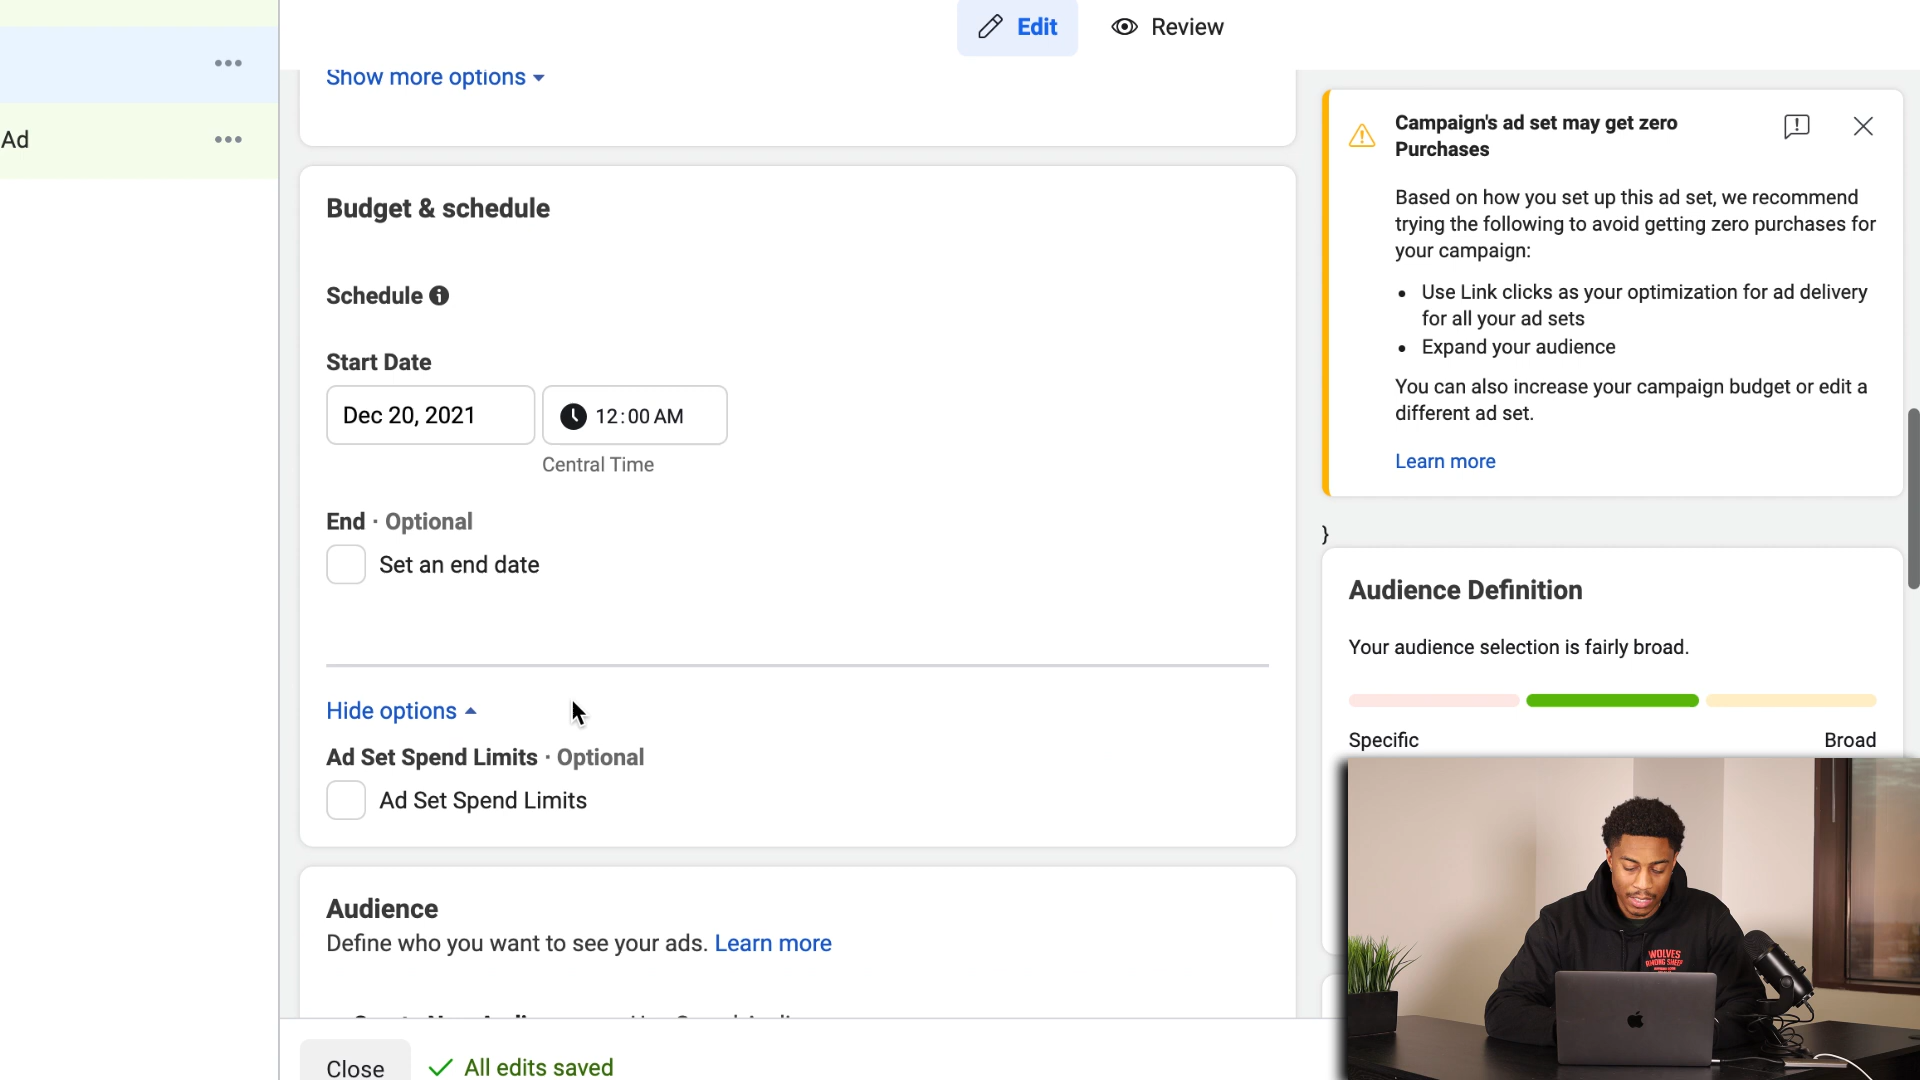 Edit
Review
Ad
Show more options
Budget & schedule
Schedule
Start Date
Dec 20, 2021
12:00 AM
Central Time
End · Optional
Set an end date
Hide options
Ad Set Spend Limits · Optional
Ad Set Spend Limits
Audience
Define who you want to see your ads. Learn more
Close
All edits saved
Campaign's ad set may get zero
Purchases
Based on how you set up this ad set, we recommend
trying the following to avoid getting zero purchases for
your campaign:
• Use Link clicks as your optimization for ad delivery
for all your ad sets
• Expand your audience
You can also increase your campaign budget or edit a
different ad set.
Learn more
}
Audience Definition
Your audience selection is fairly broad.
Specific
Broad
WOLVES
AMONG SHEEP